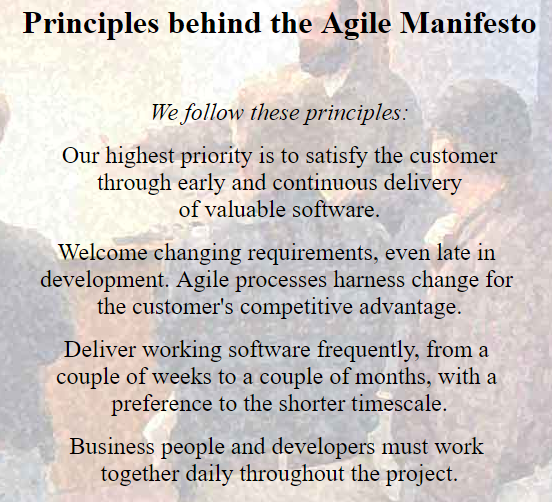 Principles behind the Agile Manifesto
We follow these principles:
Our highest priority is to satisfy the customer
through early and continuous delivery
of valuable software.
Welcome changing requirements, even late in
development. Agile processes harness change for
the customer's competitive advantage.
Deliver working software frequently, from a
couple of weeks to a couple of months, with a
preference to the shorter timescale.
Business people and developers must work
together daily throughout the project.